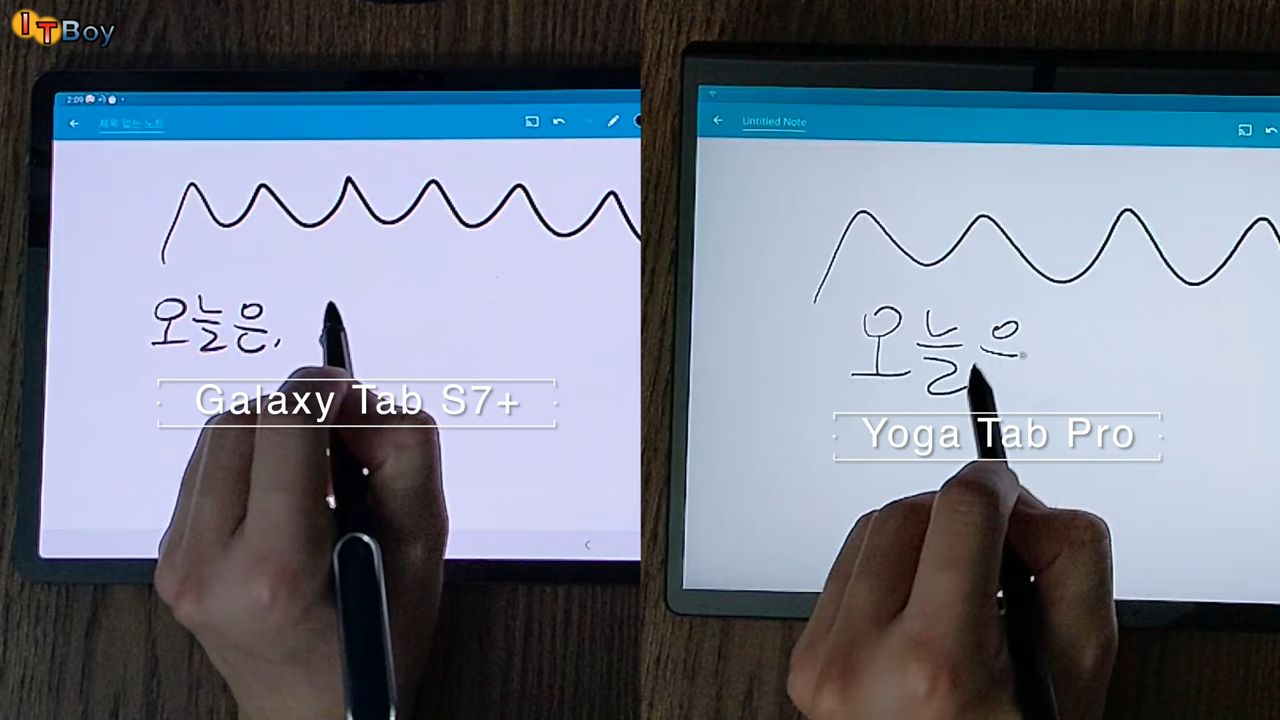 ITBoy
2:09
제목 없는 노트
오늘은,
Galaxy Tab S7+
Untitled Note
오늘으
Yoga Tab Pro